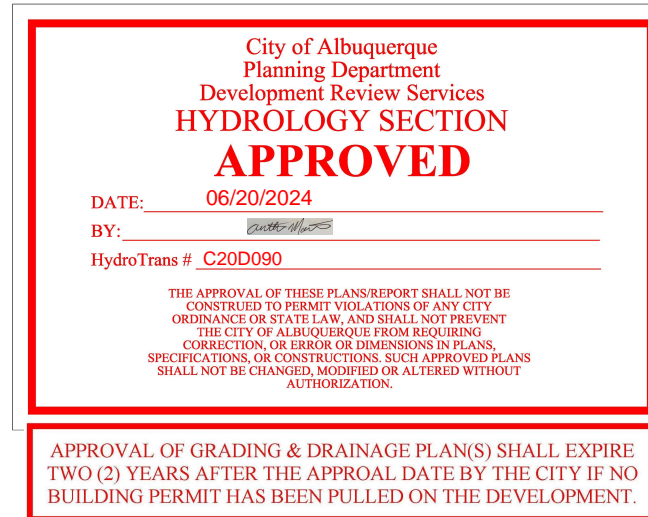 City of Albuquerque
Planning Department
Development Review Services
HYDROLOGY SECTION
APPROVED
DATE: 06/20/2024
BY:
HydroTrans # C20D090
THE APPROVAL OF THESE PLANS/REPORT SHALL NOT BE
CONSTRUED TO PERMIT VIOLATIONS OF ANY CITY
ORDINANCE OR STATE LAW, AND SHALL NOT PREVENT
THE CITY OF ALBUQUERQUE FROM REQUIRING
CORRECTION, OR ERROR OR DIMENSIONS IN PLANS,
SPECIFICATIONS, OR CONSTRUCTIONS. SUCH APPROVED PLANS
SHALL NOT BE CHANGED, MODIFIED OR ALTERED WITHOUT
AUTHORIZATION.
APPROVAL OF GRADING & DRAINAGE PLAN(S) SHALL EXPIRE
TWO (2) YEARS AFTER THE APPROAL DATE BY THE CITY IF NO
BUILDING PERMIT HAS BEEN PULLED ON THE DEVELOPMENT.